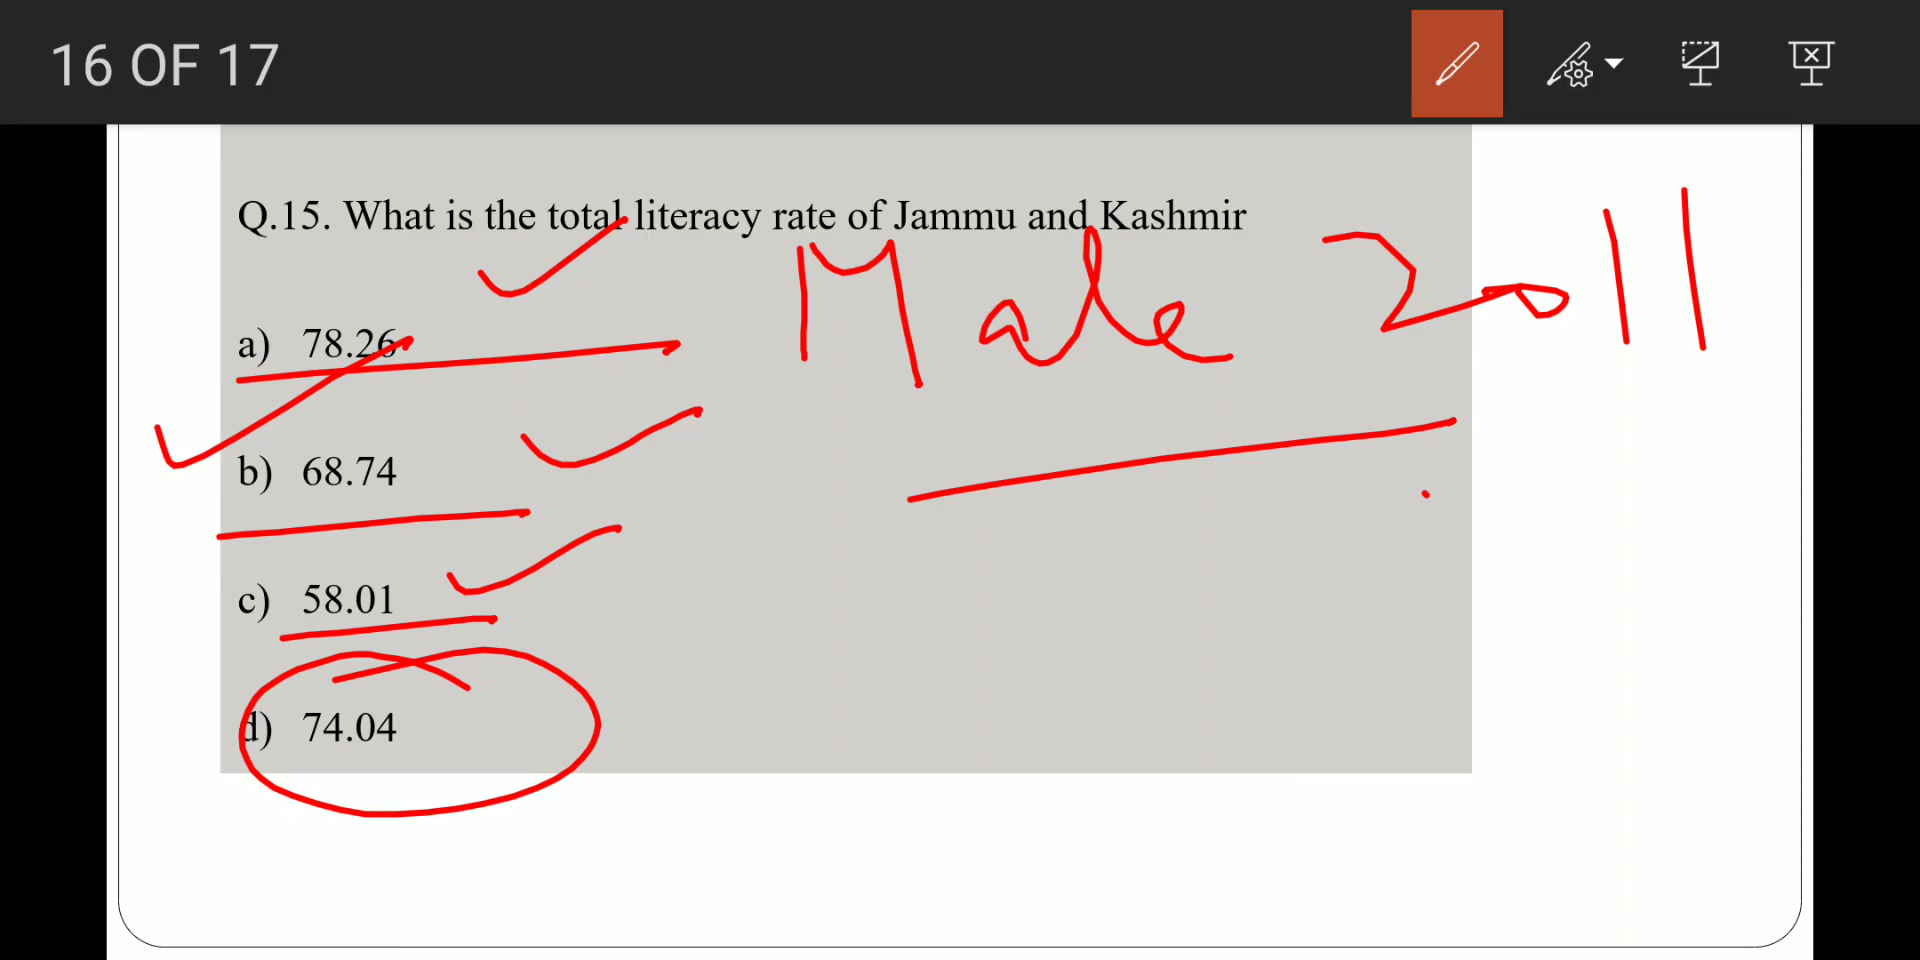 16 OF 17
Q.15. What is the total literacy rate of Jammu and Kashmir
Male 2011
a) 78.26
b) 68.74
c) 58.01
d) 74.04